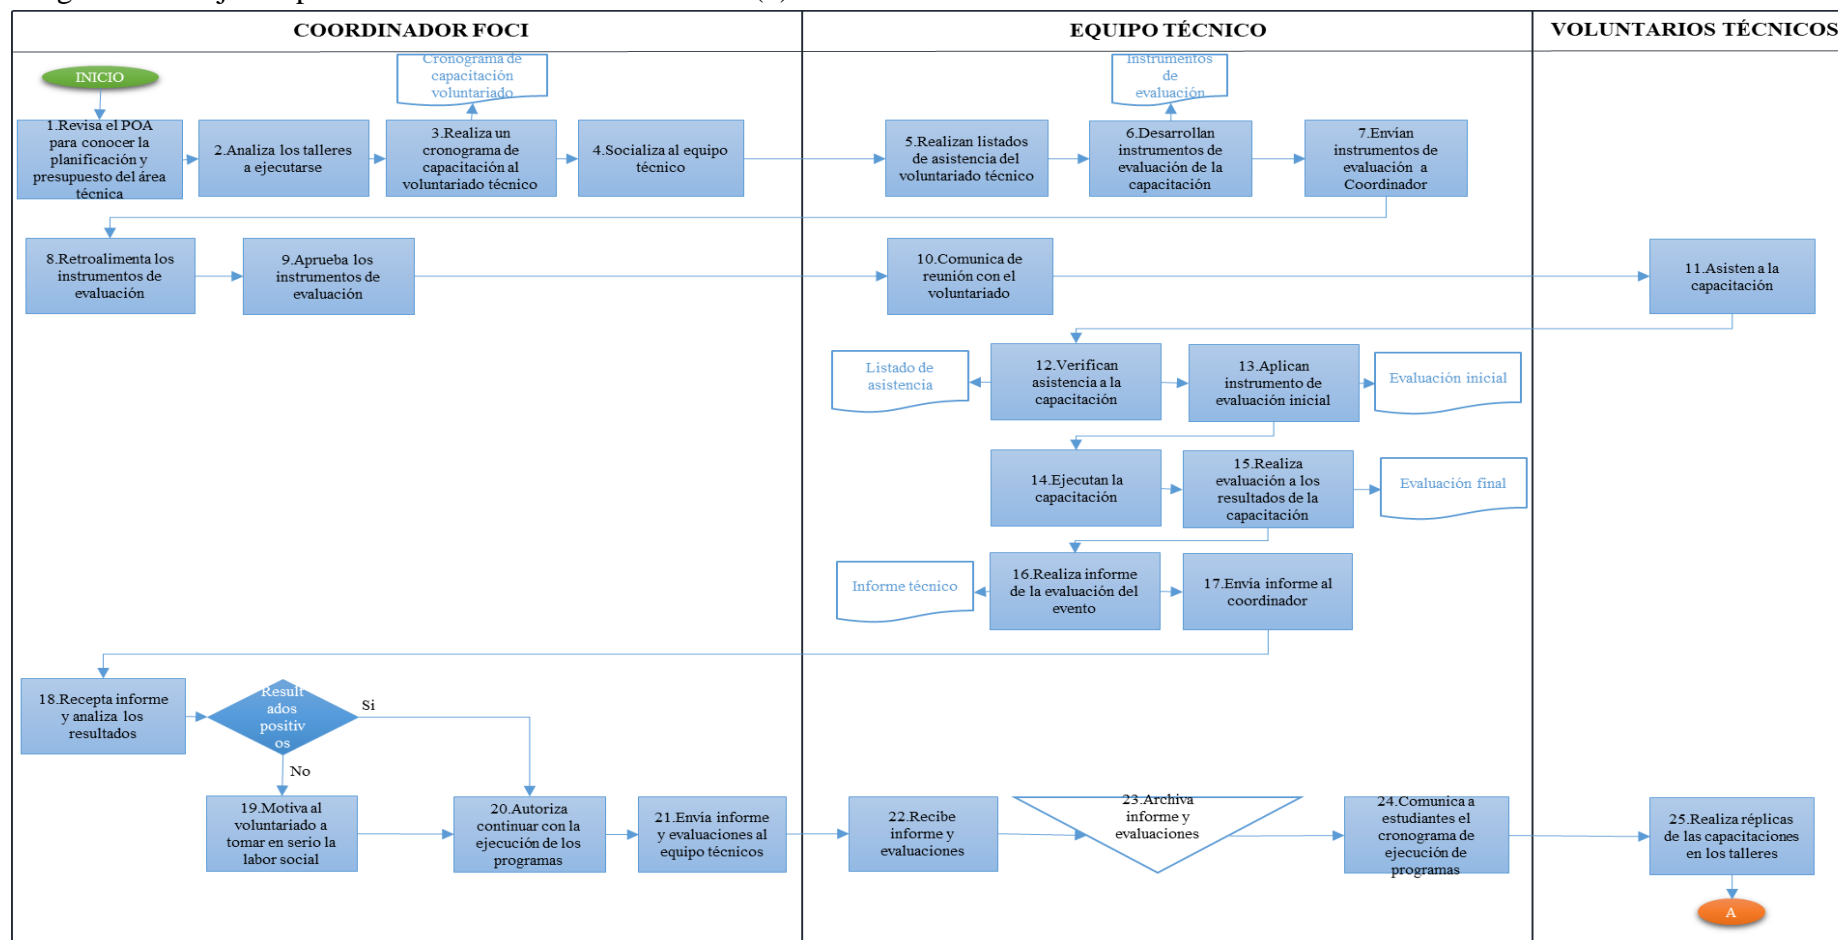 COORDINADOR FOCI
EQUIPO TÉCNICO
VOLUNTARIOS TÉCNICOS
INICIO
Cronograma de
capacitación
voluntariado
Instrumentos
de
evaluación
1.Revisa el POA
para conocer la
planificación y
presupuesto del área
técnica
2.Analiza los talleres
a ejecutarse
3.Realiza un
cronograma de
capacitación al
voluntariado técnico
4.Socializa al equipo
técnico
5.Realizan listados
de asistencia del
voluntariado técnico
6.Desarrollan
instrumentos de
evaluación de la
capacitación
7.Envían
instrumentos de
evaluación a
Coordinador
8.Retroalimenta los
instrumentos de
evaluación
9.Aprueba los
instrumentos de
evaluación
10.Comunica de
reunión con el
voluntariado
11.Asisten a la
capacitación
Listado de
asistencia
12.Verifican
asistencia a la
capacitación
13.Aplican
instrumento de
evaluación inicial
Evaluación inicial
14.Ejecutan la
capacitación
15.Realiza
evaluación a los
resultados de la
capacitación
Evaluación final
Informe técnico
16.Realiza informe
de la evaluación del
evento
17.Envía informe al
coordinador
18.Recepta informe
y analiza los
resultados
Result
ados
positiv
os
Si
No
19.Motiva al
voluntariado a
tomar en serio la
labor social
20.Autoriza
continuar con la
ejecución de los
programas
21.Envía informe
y evaluaciones al
equipo técnicos
22.Recibe
informe y
evaluaciones
23.Archiva
informe y
evaluaciones
24.Comunica a
estudiantes el
cronograma de
ejecución de
programas
25.Realiza réplicas
de las capacitaciones
en los talleres
A